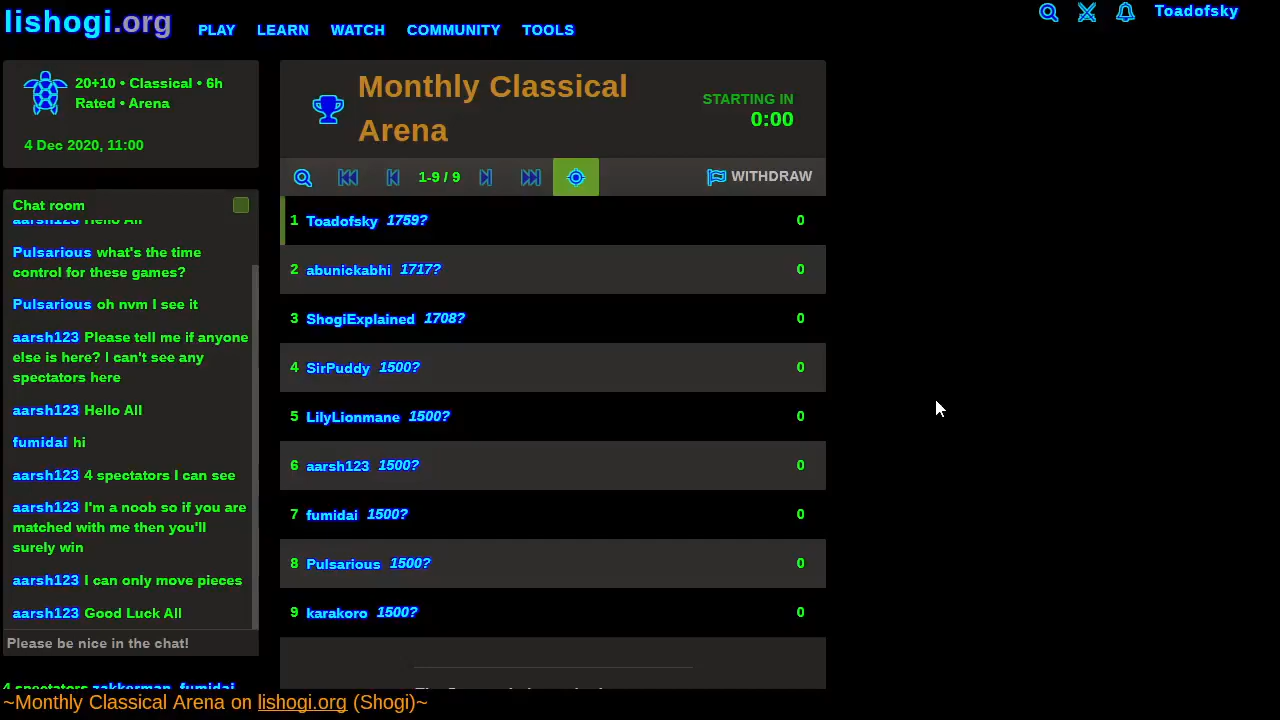 lishogi.org PLAY LEARN WATCH COMMUNITY TOOLS Toadofsky
20+10 • Classical • 6h
Rated • Arena
4 Dec 2020, 11:00
Chat room
aarsh123 Hello All
Pulsarious what's the time
control for these games?
Pulsarious oh nvm I see it
aarsh123 Please tell me if anyone
else is here? I can't see any
spectators here
aarsh123 Hello All
fumidai hi
aarsh123 4 spectators I can see
aarsh123 I'm a noob so if you are
matched with me then you'll
surely win
aarsh123 I can only move pieces
aarsh123 Good Luck All
Please be nice in the chat!
4 spectators zakkerman, fumidai,
Monthly Classical
Arena
STARTING IN
0:00
1-9 / 9 WITHDRAW
1 Toadofsky 1759? 0
2 abunickabhi 1717? 0
3 ShogiExplained 1708? 0
4 SirPuddy 1500? 0
5 LilyLionmane 1500? 0
6 aarsh123 1500? 0
7 fumidai 1500? 0
8 Pulsarious 1500? 0
9 karakoro 1500? 0
~Monthly Classical Arena on lishogi.org (Shogi)~